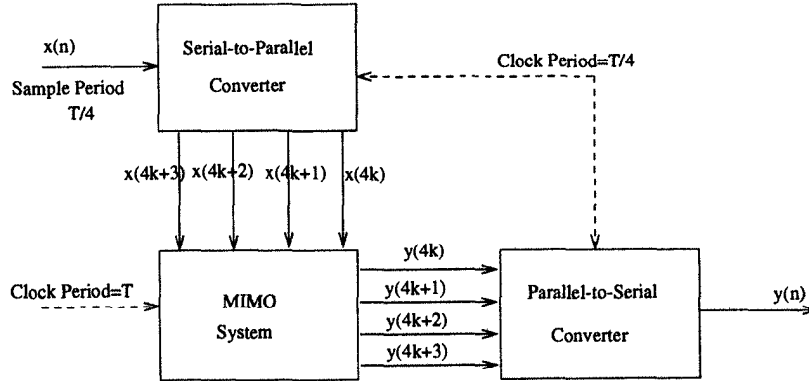 x(n)
Sample Period
T/4
Serial-to-Parallel
Converter
Clock Period=T/4
x(4k+3)
x(4k+2)
x(4k+1)
x(4k)
Clock Period=T
MIMO
System
y(4k)
y(4k+1)
y(4k+2)
y(4k+3)
Parallel-to-Serial
Converter
y(n)